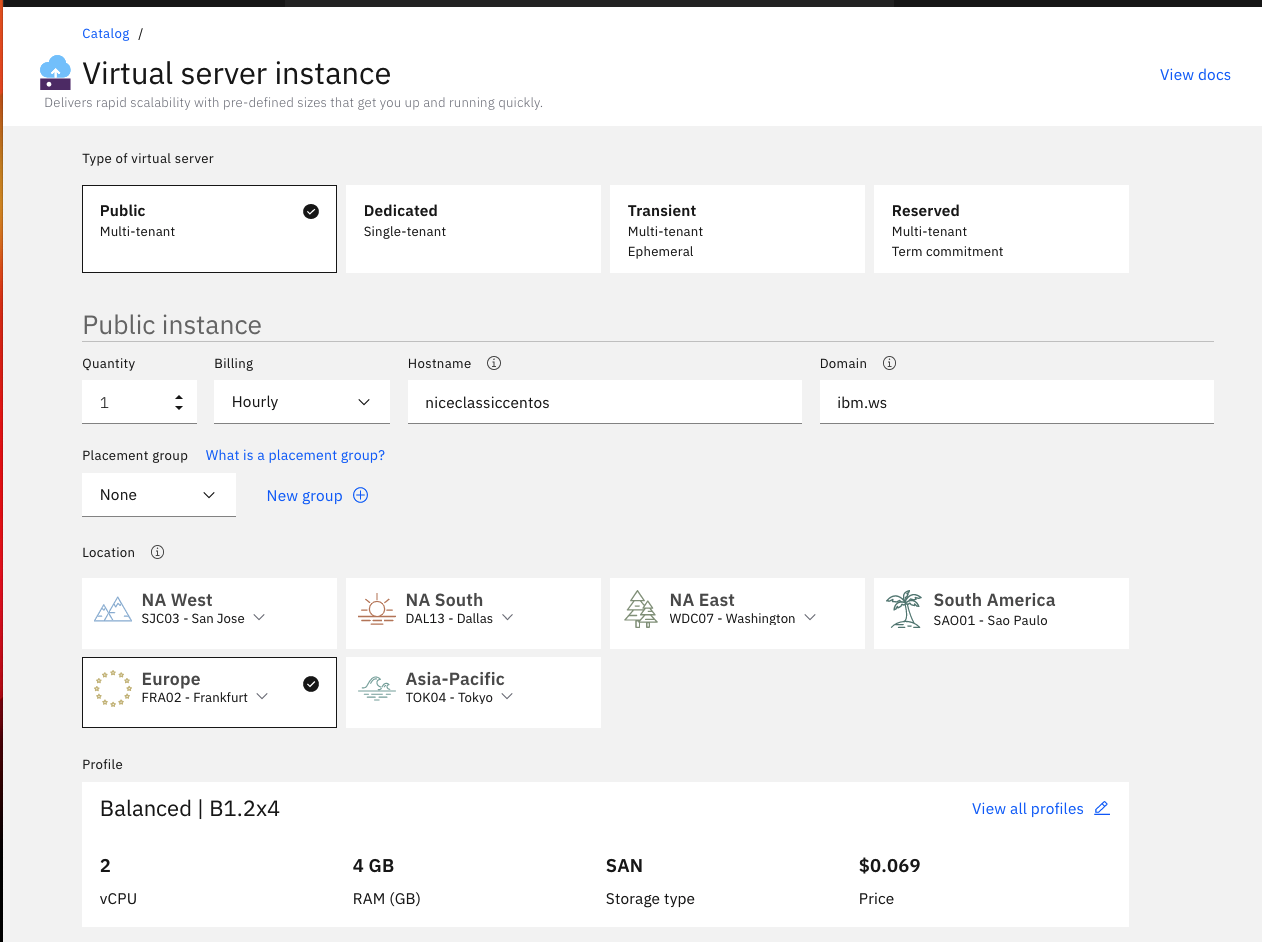 Catalog /
Virtual server instance
View docs
Delivers rapid scalability with pre-defined sizes that get you up and running quickly.
Type of virtual server
Public
Multi-tenant
Dedicated
Single-tenant
Transient
Multi-tenant
Ephemeral
Reserved
Multi-tenant
Term commitment
Public instance
Quantity
1
Billing
Hourly
Hostname
niceclassiccentos
Domain
ibm.ws
Placement group What is a placement group?
None
New group
Location
NA West
SJC03 - San Jose
NA South
DAL13 - Dallas
NA East
WDC07 - Washington
South America
SAO01 - Sao Paulo
Europe
FRA02 - Frankfurt
Asia-Pacific
TOK04 - Tokyo
Profile
Balanced | B1.2x4
View all profiles
2
vCPU
4 GB
RAM (GB)
SAN
Storage type
$0.069
Price